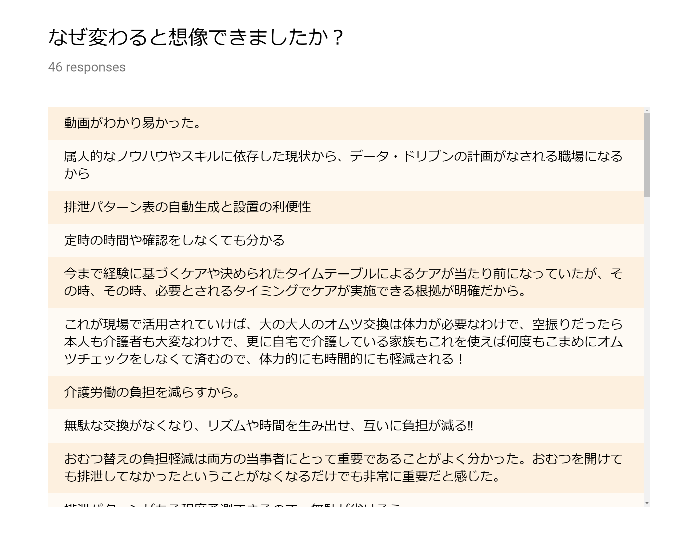 なぜ変わると想像できましたか？
46 responses
動画がわかり易かった。
属人的なノウハウやスキルに依存した現状から、データ・ドリブンの計画がなされる職場になる
から
排泄パターン表の自動生成と設置の利便性
定時の時間や確認をしなくても分かる
今まで経験に基づくケアや決められたタイムテーブルによるケアが当たり前になっていたが、そ
の時、その時、必要とされるタイミングでケアが実施できる根拠が明確だから。
これが現場で活用されていけば、大の大人のオムツ交換は体力が必要なわけで、空振りだったら
本人も介護者も大変なわけで、更に自宅で介護している家族もこれを使えば何度もこまめにオム
ツチェックをしなくて済むので、体力的にも時間的にも軽減される！
介護労働の負担を減らすから。
無駄な交換がなくなり、リズムや時間を生み出せ、互いに負担が減る!!
おむつ替えの負担軽減は両方の当事者にとって重要であることがよく分かった。おむつを開けて
も排泄してなかったということがなくなるだけでも非常に重要だと感じた。